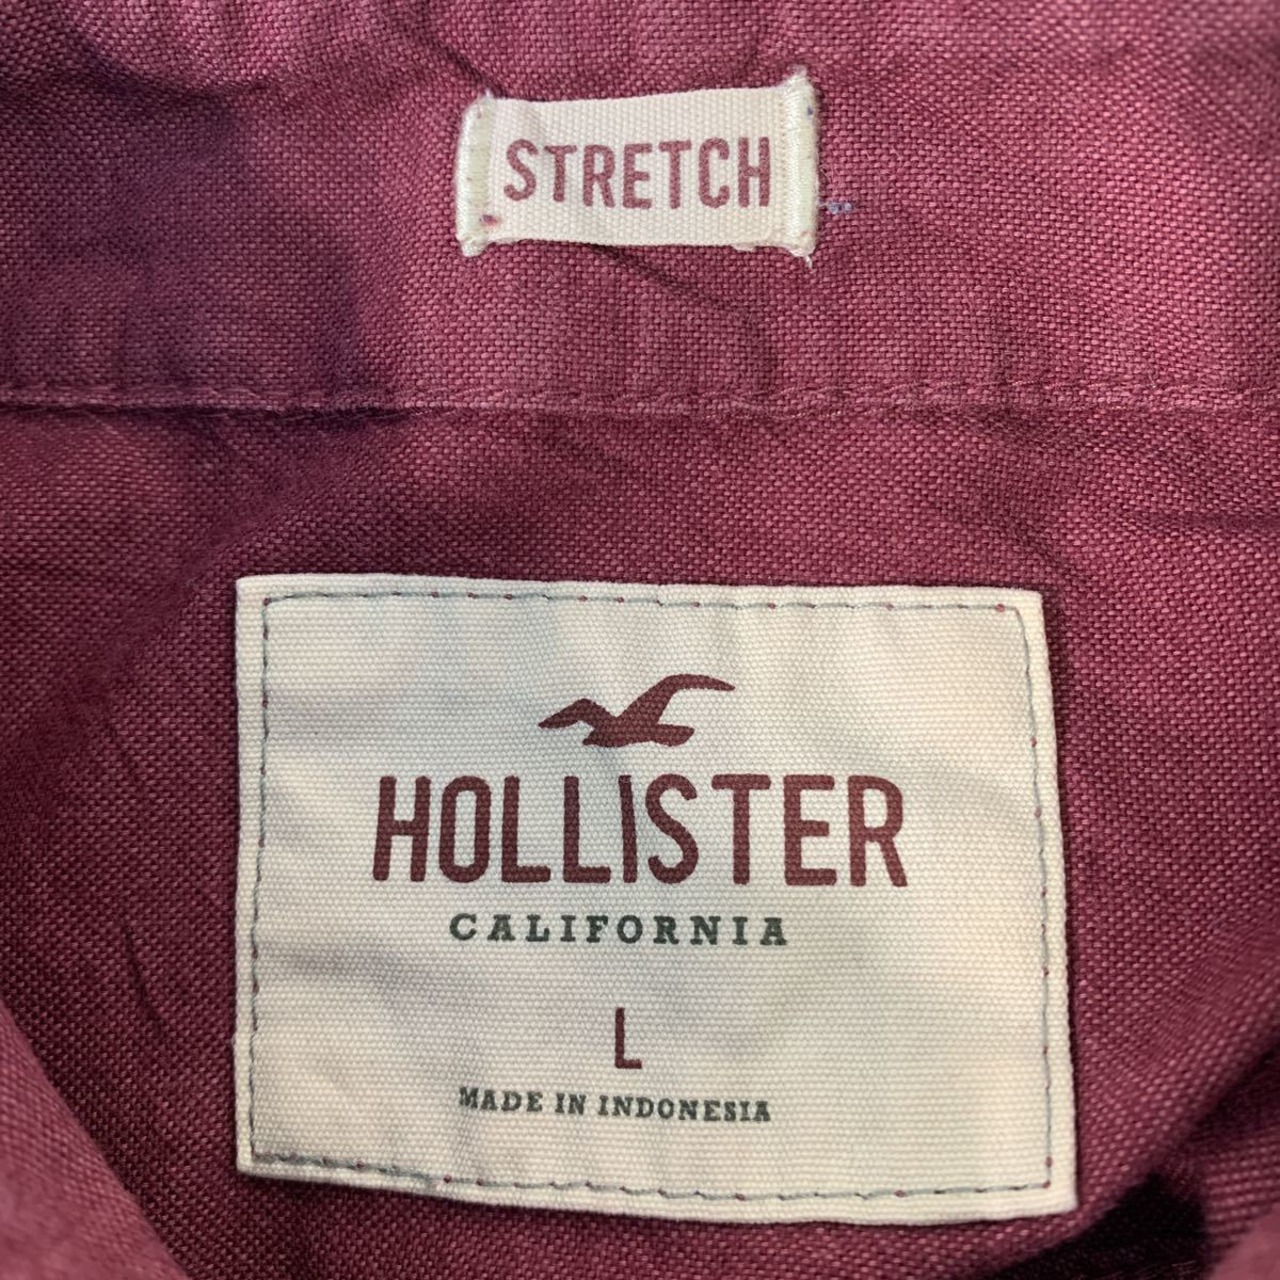 STRETCH
HOLLISTER
CALIFORNIA
L
MADE IN INDONESIA